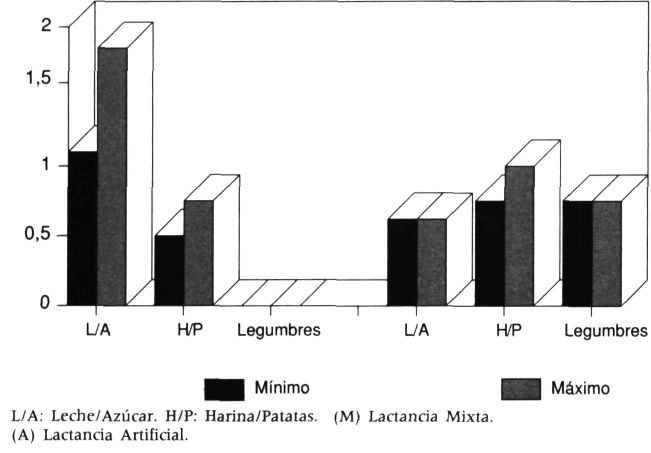 2
1,5
1
0,5
0
L/A H/P Legumbres L/A H/P Legumbres
Mínimo Máximo
L/A: Leche/Azúcar. H/P: Harina/Patatas. (M) Lactancia Mixta.
(A) Lactancia Artificial.